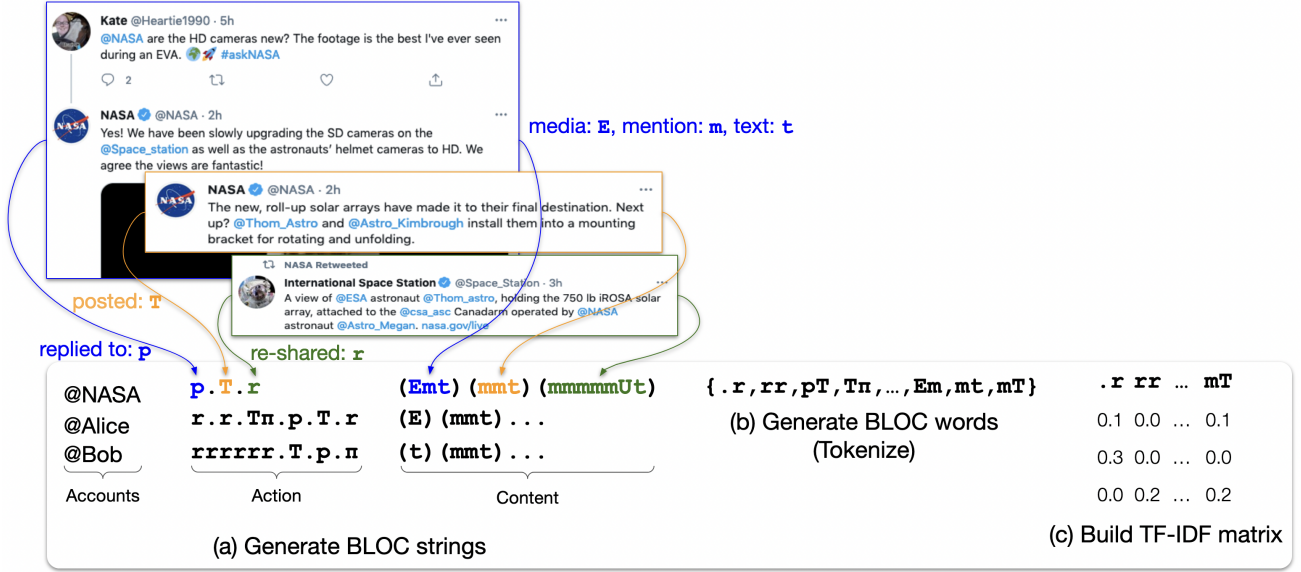 Kate @Heartie1990 · 5h
@NASA are the HD cameras new? The footage is the best I've ever seen
during an EVA. 🌍🚀 #askNASA
2
NASA @NASA · 2h
Yes! We have been slowly upgrading the SD cameras on the
@Space_station as well as the astronauts' helmet cameras to HD. We
agree the views are fantastic!
media: E, mention: m, text: t
NASA
NASA @NASA · 2h
The new, roll-up solar arrays have made it to their final destination. Next
up? @Thom_Astro and @Astro_Kimbrough install them into a mounting
bracket for rotating and unfolding.
NASA
NASA Retweeted
International Space Station @Space_Station · 3h
A view of @ESA astronaut @Thom_astro, holding the 750 lb iROSA solar
array, attached to the @csa_asc Canadarm operated by @NASA
astronaut @Astro_Megan. nasa.gov/live
posted: T
replied to: p
re-shared: r
@NASA p.T.r (Emt)(mmt)(mmmmmUt)
@Alice r.r.Tπ.p.T.r (E)(mmt)...
@Bob rrrrrr.T.p.π (t)(mmt)...
Accounts Action Content
(a) Generate BLOC strings
{.r,rr,pT,Tπ,…,Em,mt,mT}
(b) Generate BLOC words
(Tokenize)
.r rr … mT
0.1 0.0 … 0.1
0.3 0.0 … 0.0
0.0 0.2 … 0.2
(c) Build TF-IDF matrix